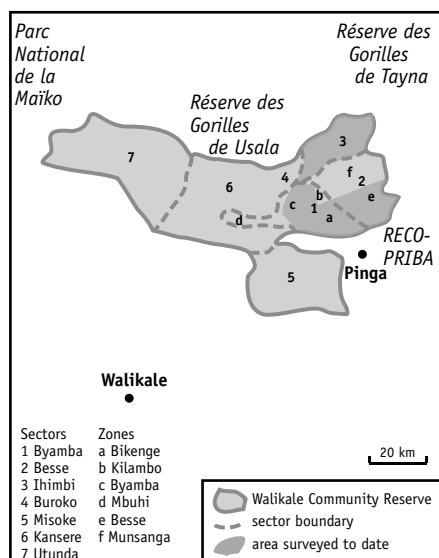 Parc
National
de la
Maïko
Réserve des
Gorilles
de Tayna
Réserve des
Gorilles
de Usala
7
6
4
3
f
2
b
c
1
e
a
d
5
RECO-
PRIBA
Pinga
Walikale
Sectors
1 Byamba
2 Besse
3 Ihimbi
4 Buroko
5 Misoke
6 Kansere
7 Utunda
Zones
a Bikenge
b Kilambo
c Byamba
d Mbuhi
e Besse
f Munsanga
20 km
Walikale Community Reserve
sector boundary
area surveyed to date